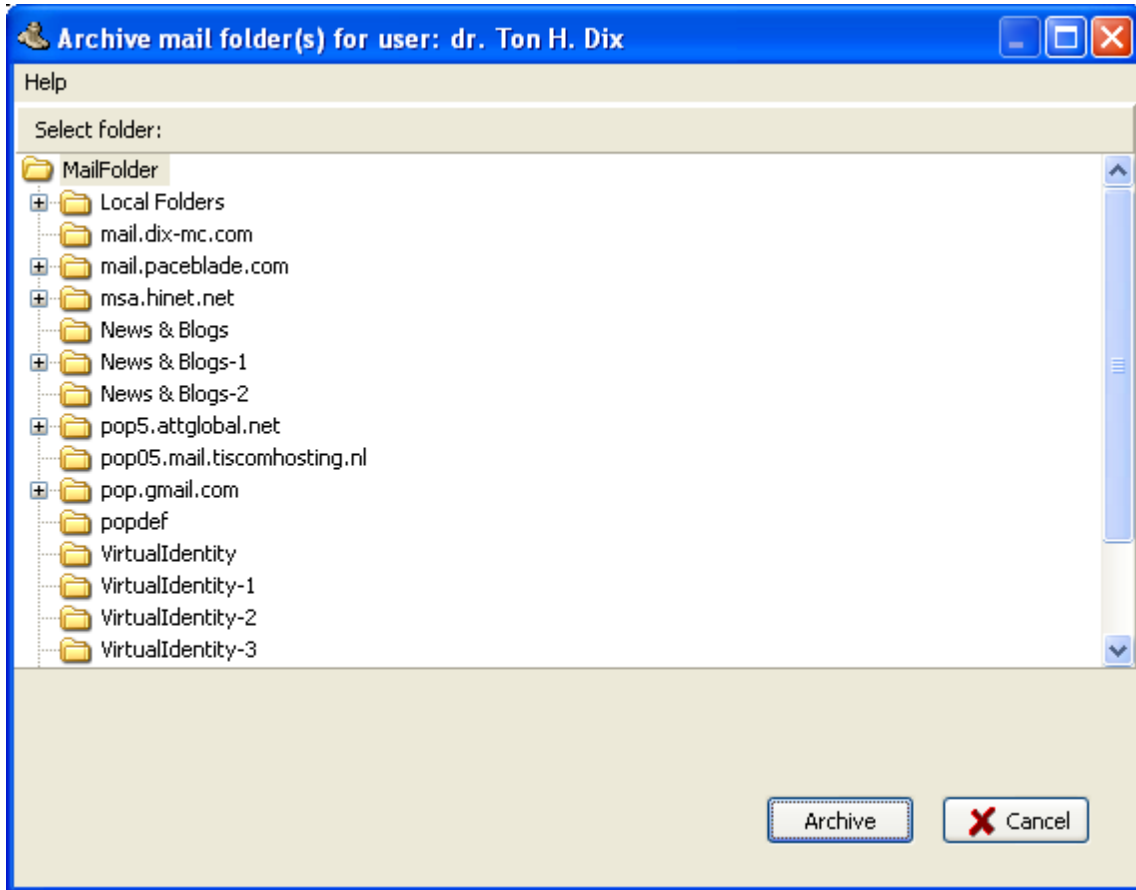 Archive mail folder(s) for user: dr. Ton H. Dix
Help
Select folder:
MailFolder
Local Folders
mail.dix-mc.com
mail.paceblade.com
msa.hinet.net
News & Blogs
News & Blogs-1
News & Blogs-2
pop5.attglobal.net
pop05.mail.tiscomhosting.nl
pop.gmail.com
popdef
VirtualIdentity
VirtualIdentity-1
VirtualIdentity-2
VirtualIdentity-3
Archive
Cancel